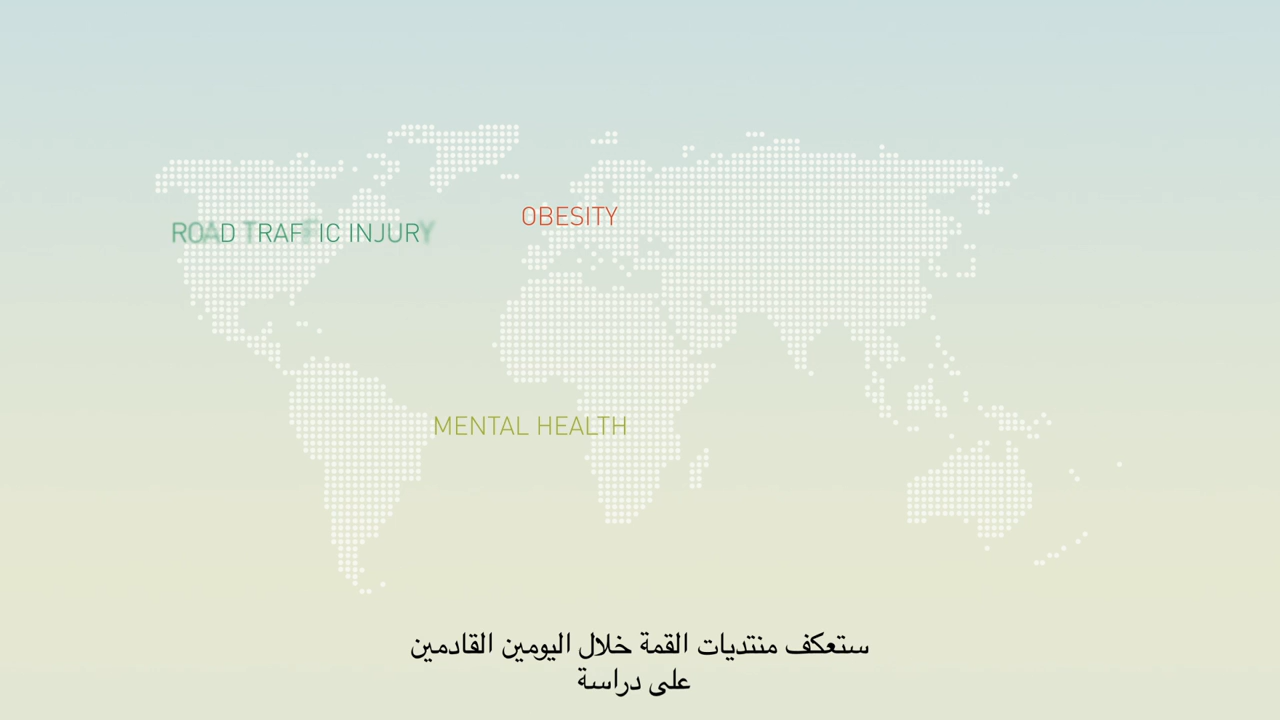 OBESITY
ROAD TRAFFIC INJURY
MENTAL HEALTH
ستعكف منتديات القمة خلال اليومين القادمين
على دراسة